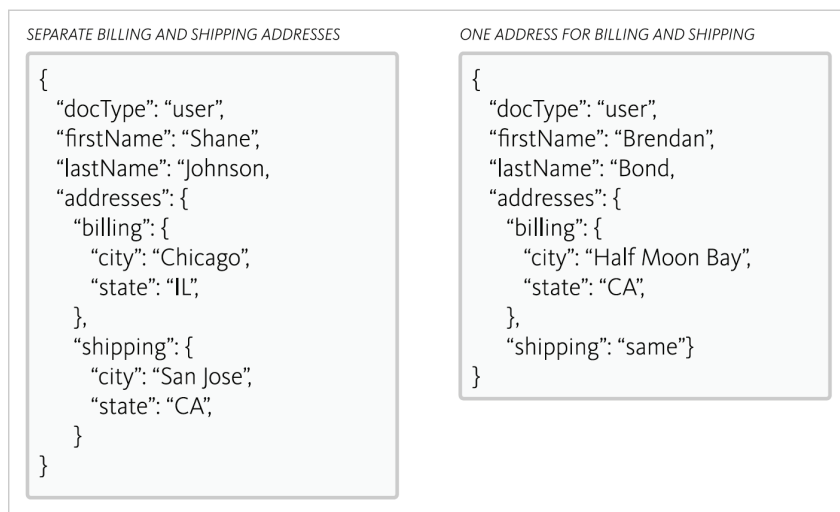 SEPARATE BILLING AND SHIPPING ADDRESSES
{
“docType”: “user”,
“firstName”: “Shane”,
“lastName”: “Johnson,
“addresses”: {
“billing”: {
“city”: “Chicago”,
“state”: “IL”,
},
“shipping”: {
“city”: “San Jose”,
“state”: “CA”,
}
}
ONE ADDRESS FOR BILLING AND SHIPPING
{
“docType”: “user”,
“firstName”: “Brendan”,
“lastName”: “Bond,
“addresses”: {
“billing”: {
“city”: “Half Moon Bay”,
“state”: “CA”,
},
“shipping”: “same”}
}